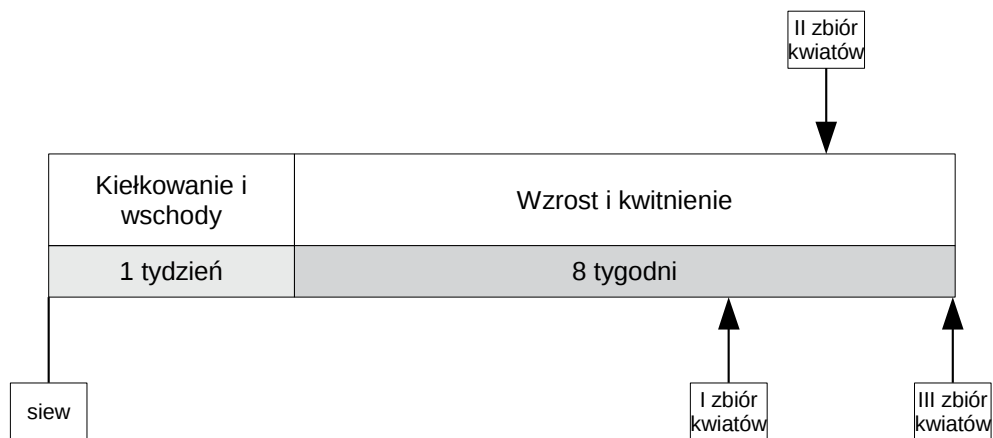 II zbiór
kwiatów
Kiełkowanie i
wschody
Wzrost i kwitnienie
1 tydzień
8 tygodni
siew
I zbiór
kwiatów
III zbiór
kwiatów